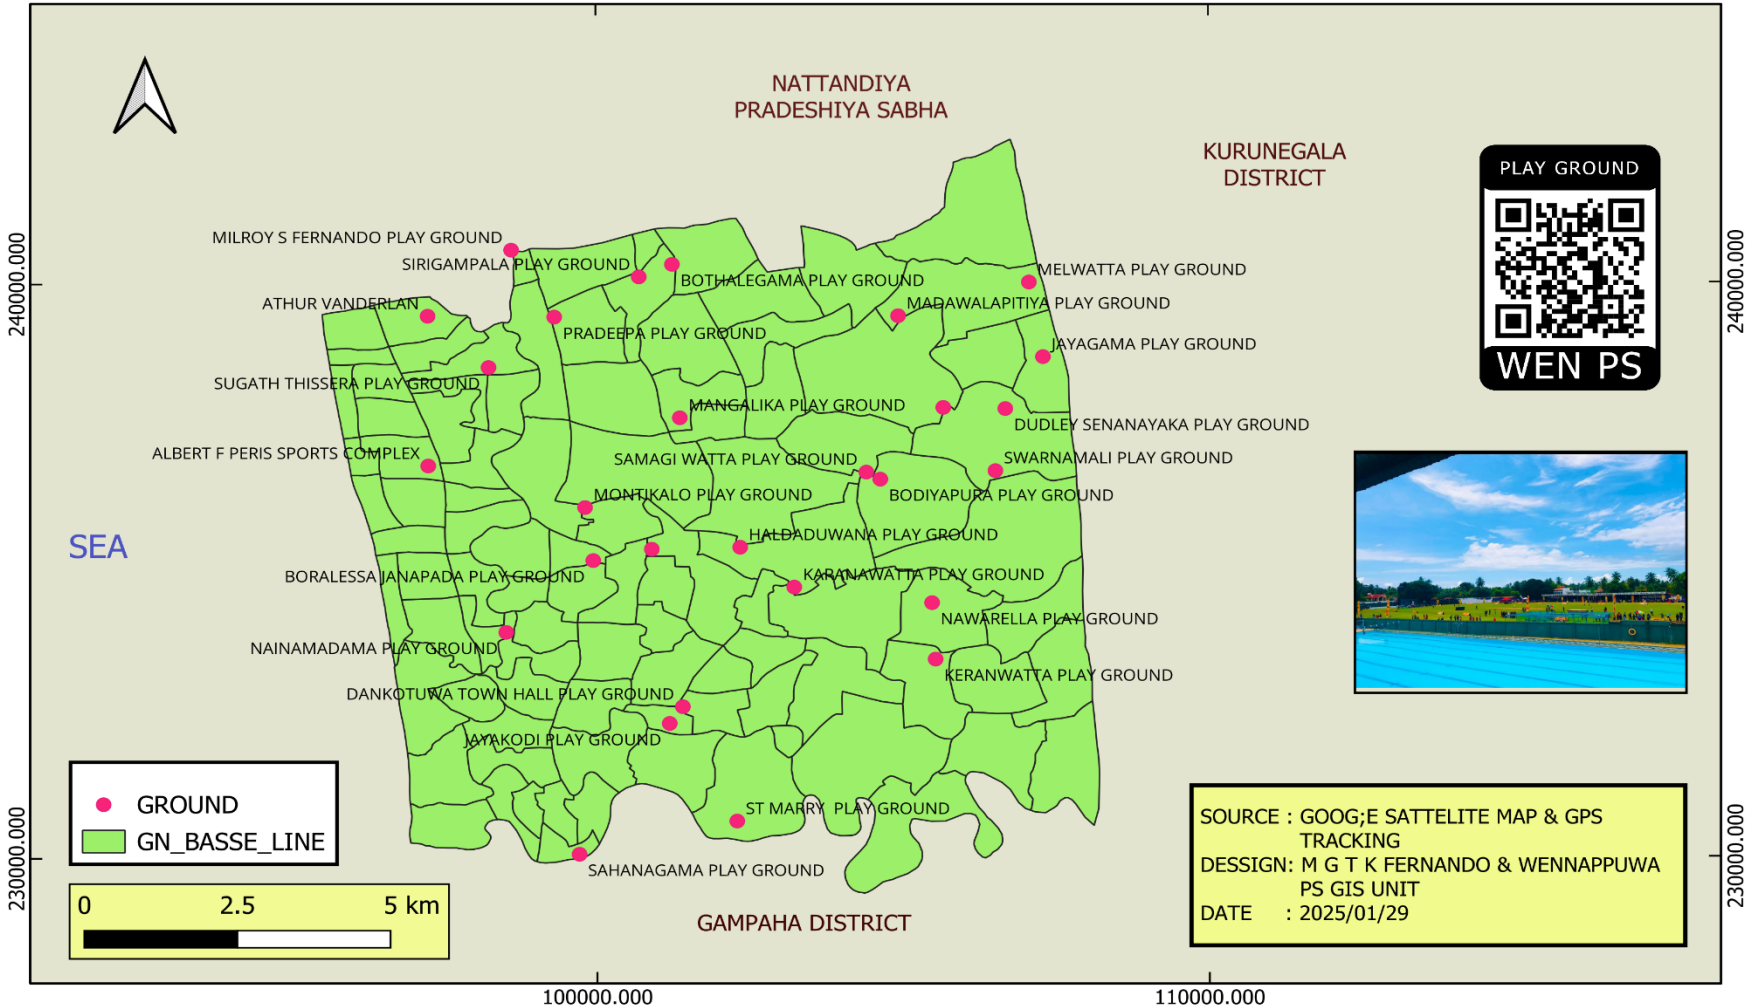 100000.000
110000.000
240000.000
230000.000
240000.000
230000.000
NATTANDIYA
PRADESHIYA SABHA
KURUNEGALA
DISTRICT
PLAY GROUND
WEN PS
MILROY S FERNANDO PLAY GROUND
SIRIGAMPALA PLAY GROUND
BOTHALEGAMA PLAY GROUND
MELWATTA PLAY GROUND
ATHUR VANDERLAN
MADAWALAPITIYA PLAY GROUND
PRADEEPA PLAY GROUND
JAYAGAMA PLAY GROUND
SUGATH THISSERA PLAY GROUND
MANGALIKA PLAY GROUND
DUDLEY SENANAYAKA PLAY GROUND
ALBERT F PERIS SPORTS COMPLEX
SAMAGI WATTA PLAY GROUND
SWARNAMALI PLAY GROUND
MONTIKALO PLAY GROUND
BODIYAPURA PLAY GROUND
HALDADUWANA PLAY GROUND
SEA
BORALESSA JANAPADA PLAY GROUND
KARANAWATTA PLAY GROUND
NAWARELLA PLAY GROUND
NAINAMADAMA PLAY GROUND
KERANWATTA PLAY GROUND
DANKOTUWA TOWN HALL PLAY GROUND
JAYAKODI PLAY GROUND
ST MARRY PLAY GROUND
SAHANAGAMA PLAY GROUND
GAMPAHA DISTRICT
GROUND
GN_BASSE_LINE
0 2.5 5 km
SOURCE : GOOG;E SATTELITE MAP & GPS
TRACKING
DESSIGN: M G T K FERNANDO & WENNAPPUWA
PS GIS UNIT
DATE : 2025/01/29